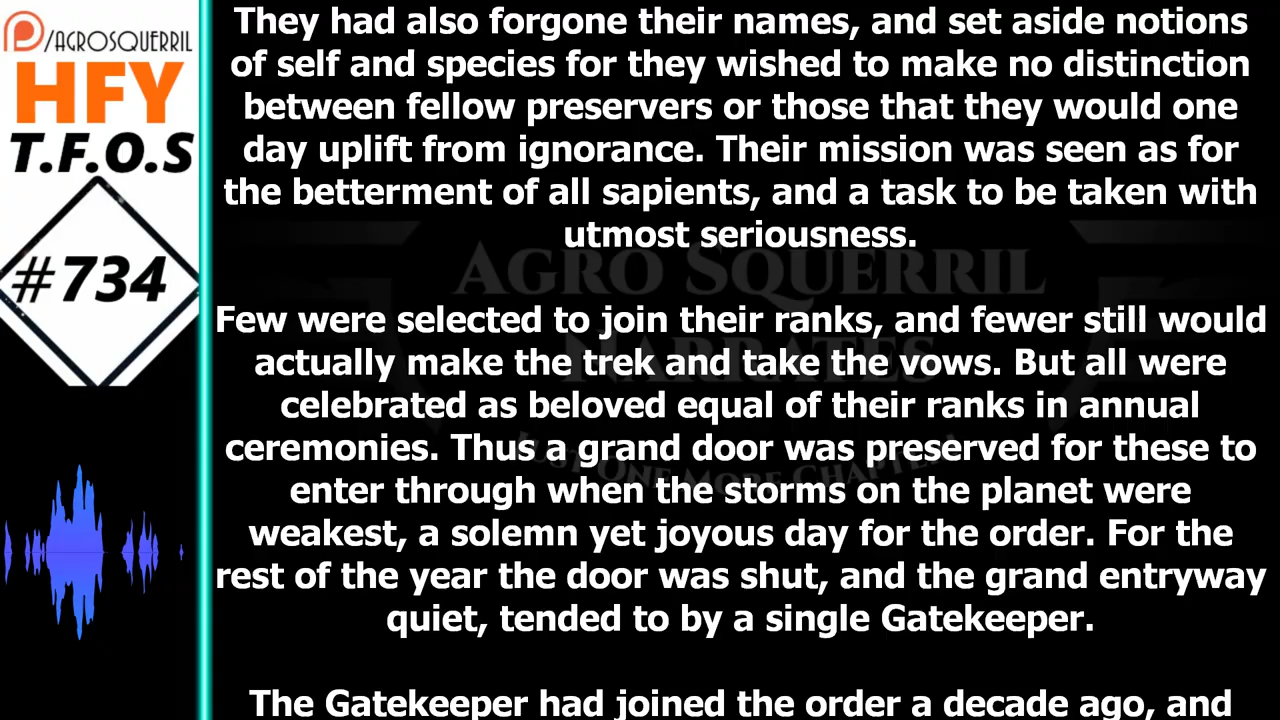 /AGROSQUERRIL
HFY
T.F.O.S
#734
They had also forgone their names, and set aside notions
of self and species for they wished to make no distinction
between fellow preservers or those that they would one
day uplift from ignorance. Their mission was seen as for
the betterment of all sapients, and a task to be taken with
utmost seriousness.
Few were selected to join their ranks, and fewer still would
actually make the trek and take the vows. But all were
celebrated as beloved equal of their ranks in annual
ceremonies. Thus a grand door was preserved for these to
enter through when the storms on the planet were
weakest, a solemn yet joyous day for the order. For the
rest of the year the door was shut, and the grand entryway
quiet, tended to by a single Gatekeeper.
The Gatekeeper had joined the order a decade ago, and
AGRO SQUERRIL
NARRATES
JUST ONE MORE CHAPTER